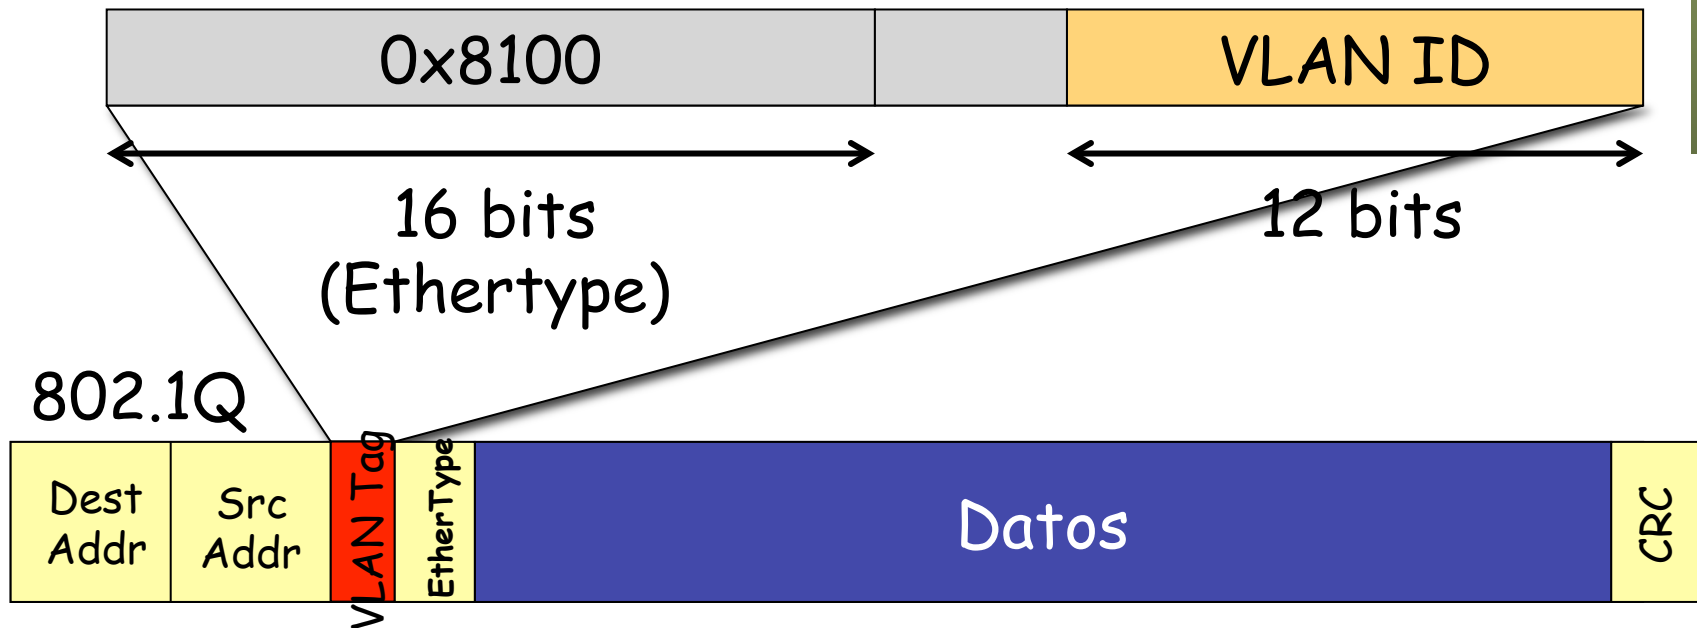 0x8100
VLAN ID
16 bits
(Ethertype)
12 bits
802.1Q
Dest
Addr
Src
Addr
VLAN Tag
EtherType
Datos
CRC